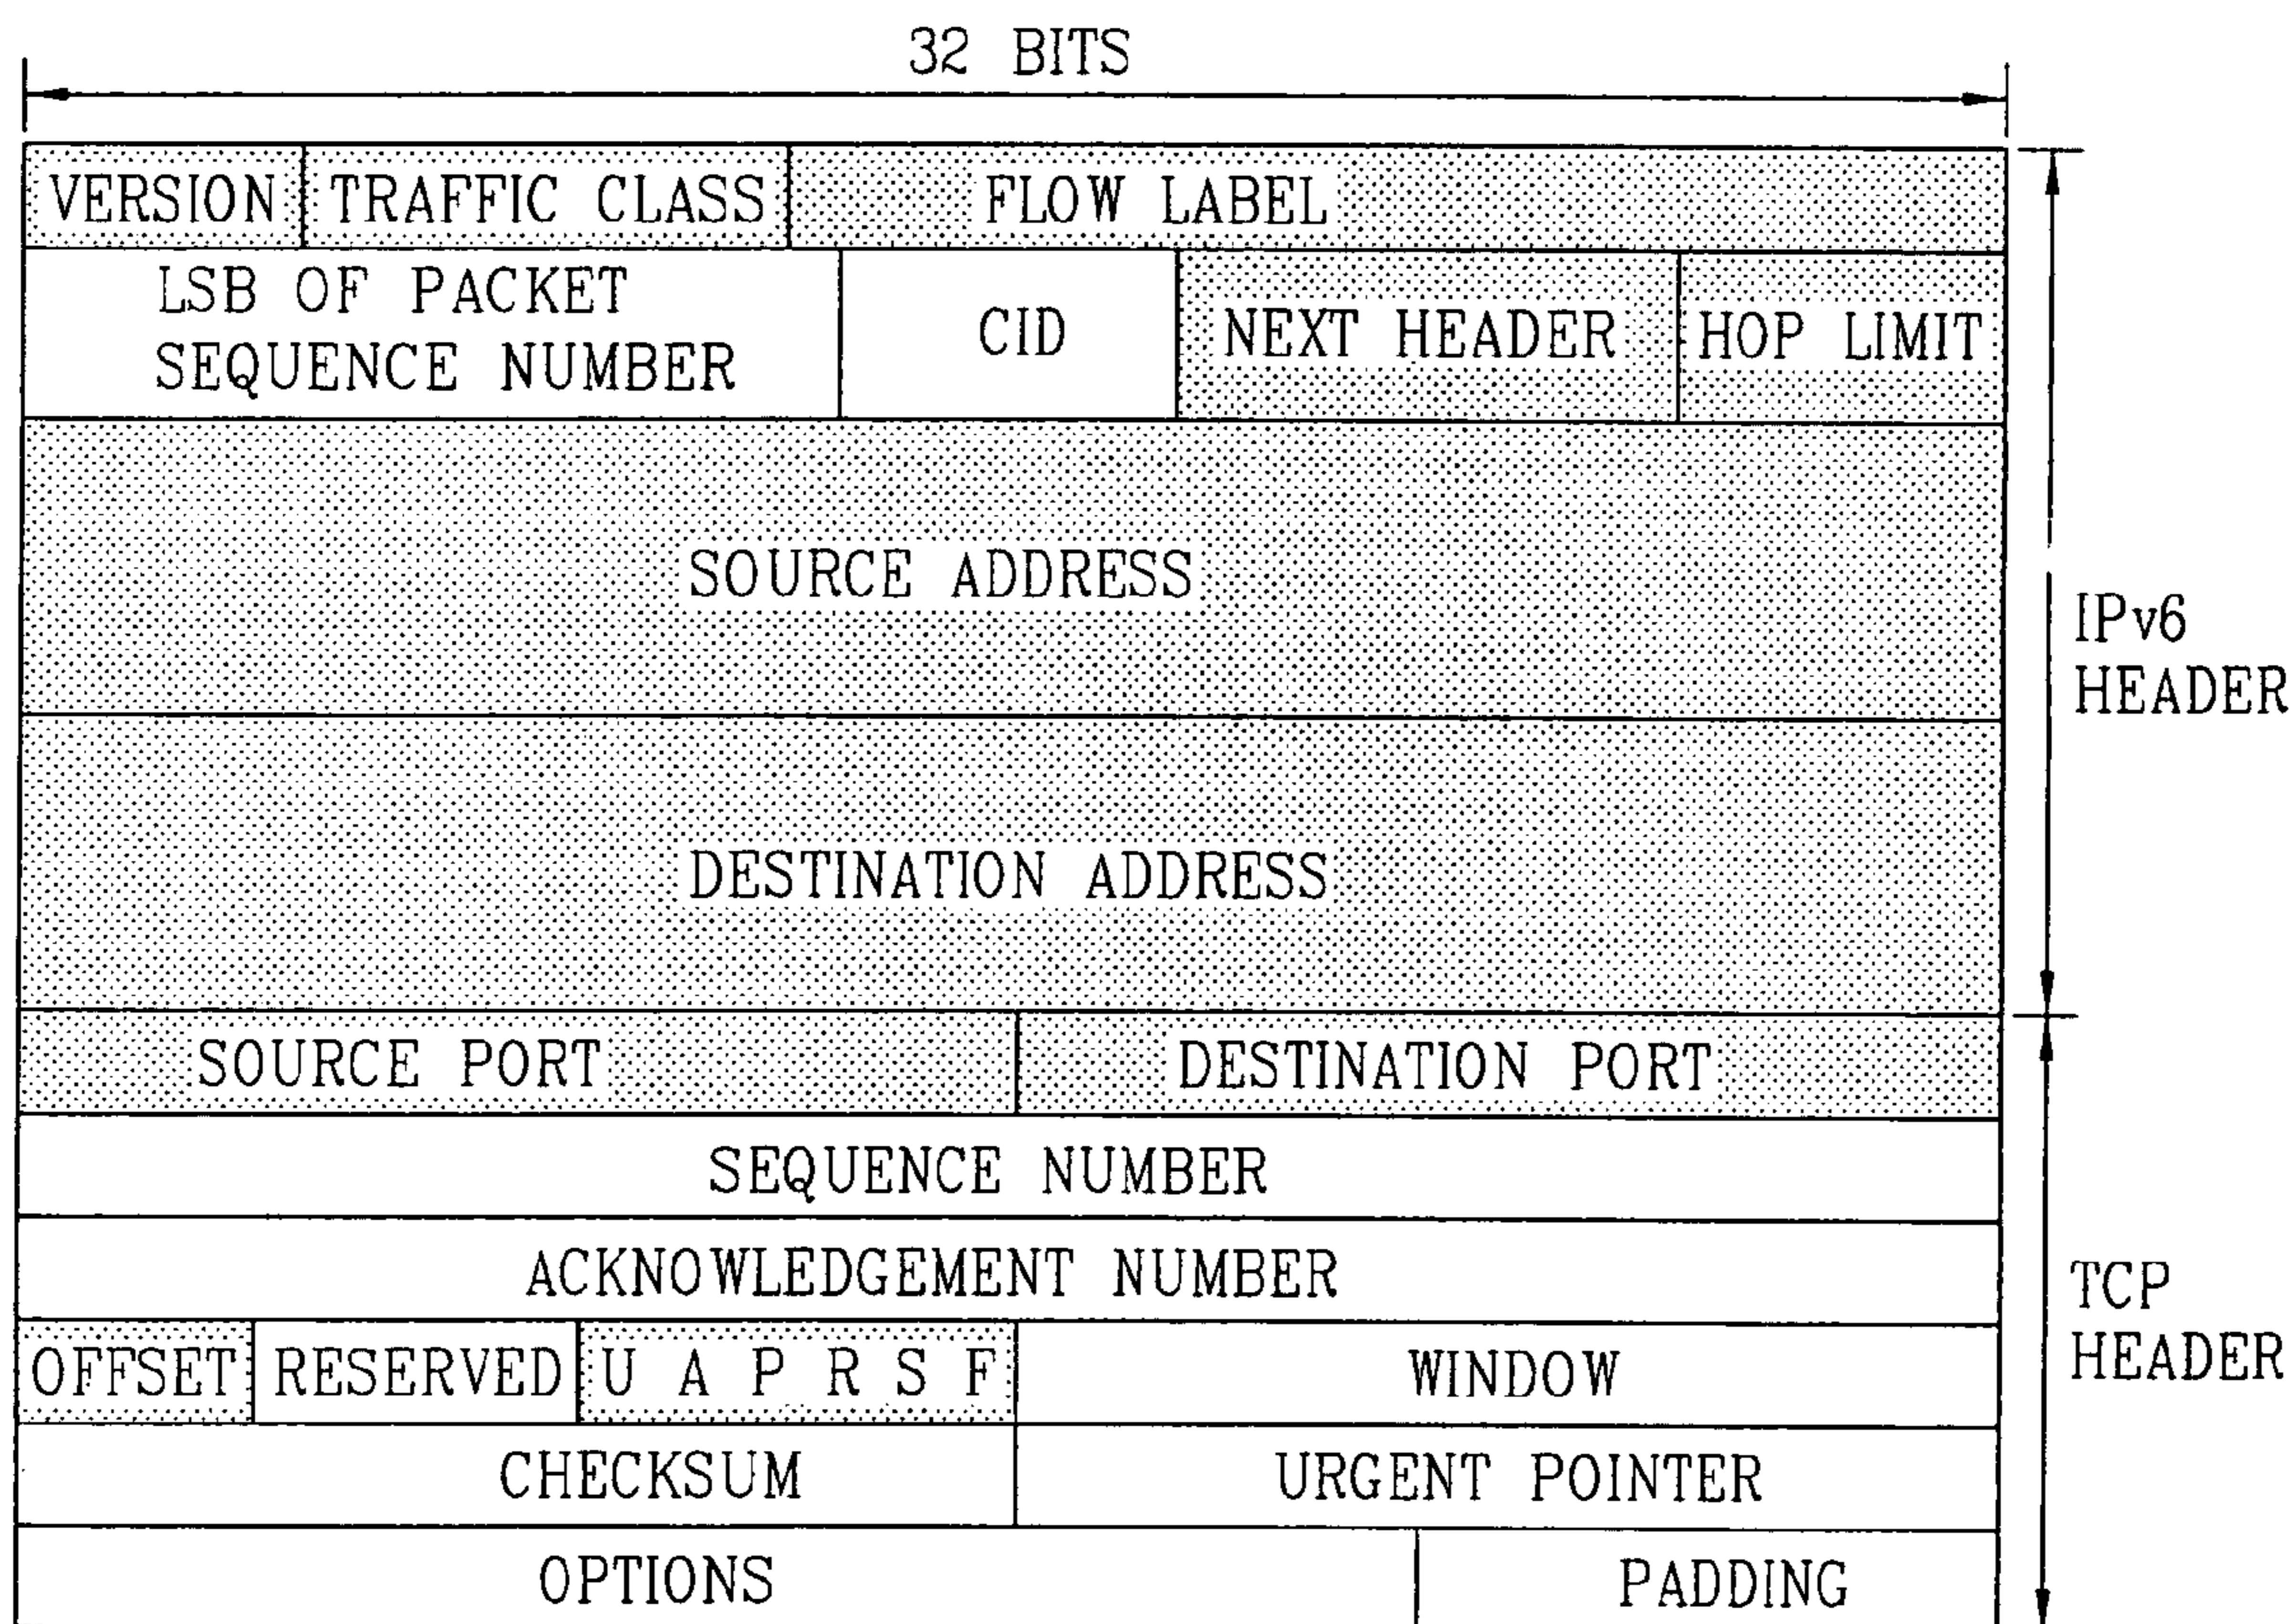 32 BITS
VERSION TRAFFIC CLASS FLOW LABEL
LSB OF PACKET
SEQUENCE NUMBER
CID
NEXT HEADER
HOP LIMIT
SOURCE ADDRESS
DESTINATION ADDRESS
IPv6
HEADER
SOURCE PORT DESTINATION PORT
SEQUENCE NUMBER
ACKNOWLEDGEMENT NUMBER
OFFSET RESERVED U A P R S F WINDOW
CHECKSUM URGENT POINTER
OPTIONS PADDING
TCP
HEADER